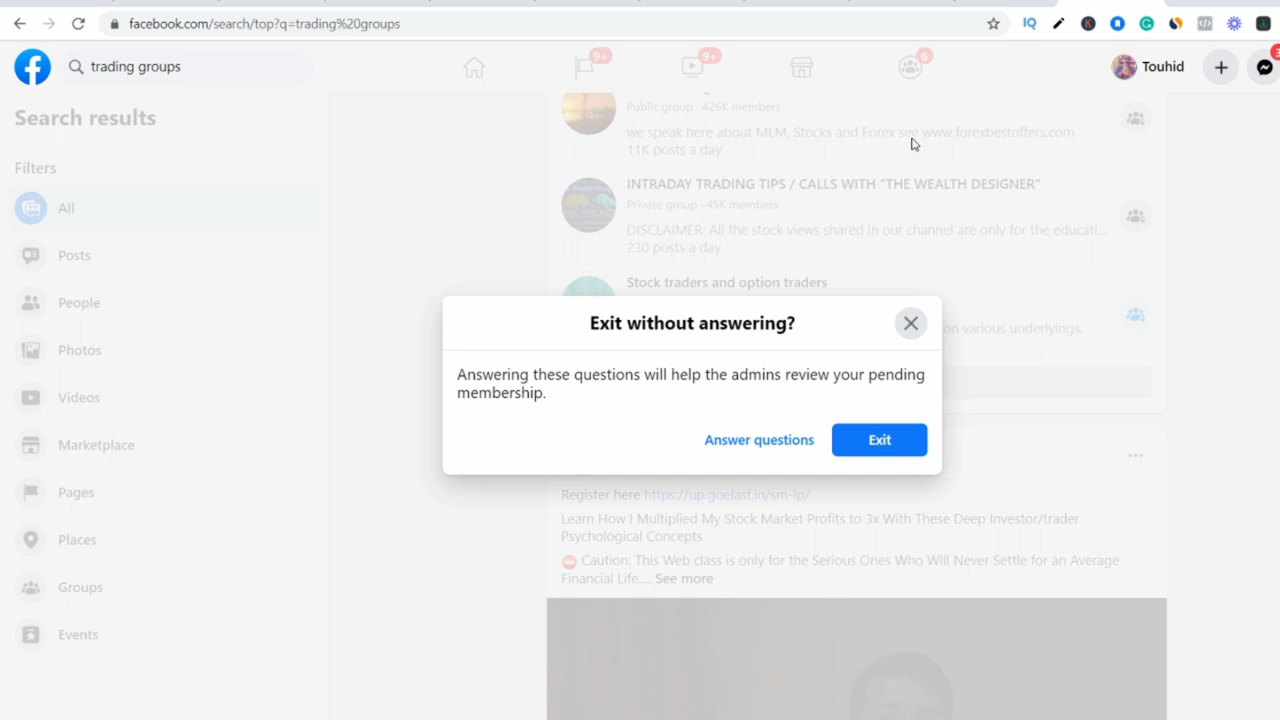 facebook.com/search/top?q=trading%20groups
IQ
trading groups
9+
9+
6
Touhid
3
Search results
Filters
All
Posts
People
Photos
Videos
Marketplace
Pages
Places
Groups
Events
Public group · 426K members
we speak here about MLM, Stocks and Forex see www.forexbestoffers.com
11K posts a day
INTRADAY TRADING TIPS / CALLS WITH "THE WEALTH DESIGNER"
Private group · 45K members
DISCLAIMER: All the stock views shared in our channel are only for the educati...
230 posts a day
Stock traders and option traders
on various underlyings.
Exit without answering?
Answering these questions will help the admins review your pending
membership.
Answer questions
Exit
Register here https://up.goelasf.in/sm-lp/
Learn How I Multiplied My Stock Market Profits to 3x With These Deep Investor/trader
Psychological Concepts
Caution: This Web class is only for the Serious Ones Who Will Never Settle for an Average
Financial Life.... See more